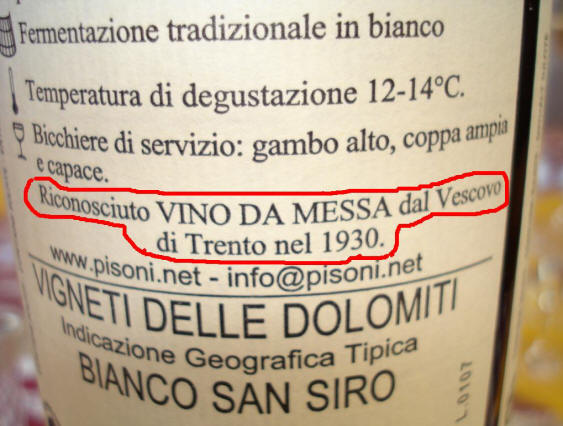 Fermentazione tradizionale in bianco
Temperatura di degustazione 12-14°C.
Bicchiere di servizio: gambo alto, coppa ampia
e capace.
Riconosciuto VINO DA MESSA dal Vescovo
di Trento nel 1930.
www.pisoni.net - info@pisoni.net
VIGNETI DELLE DOLOMITI
Indicazione Geografica Tipica
BIANCO SAN SIRO
L.0107